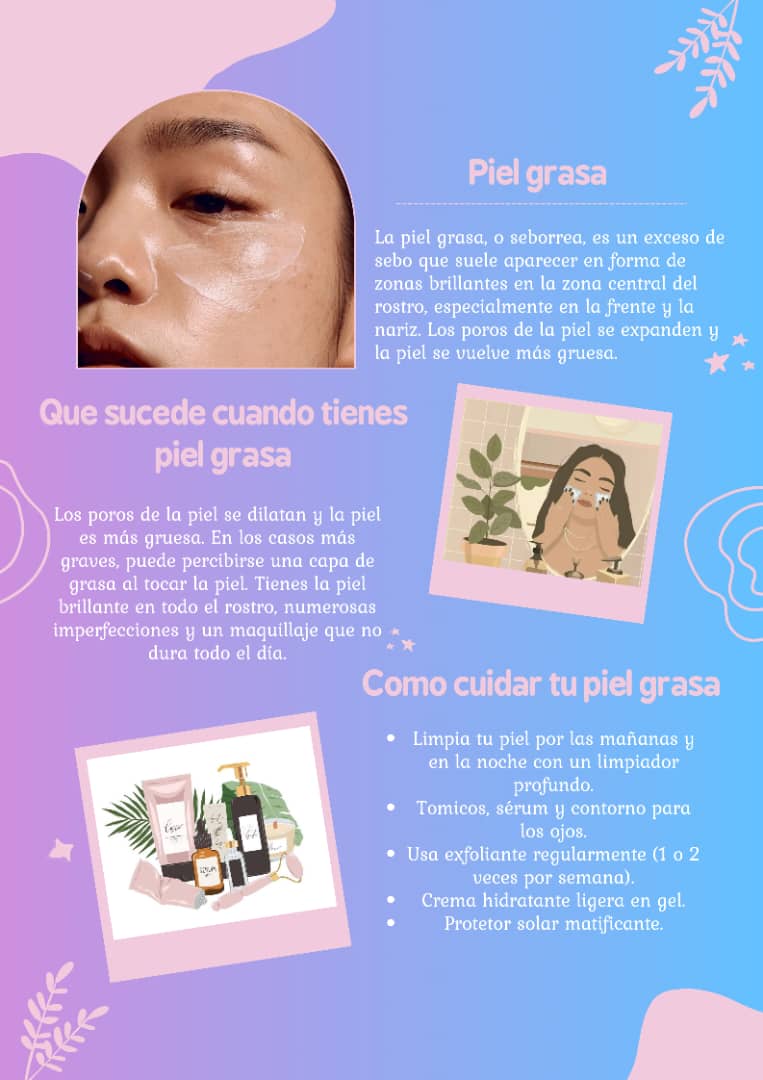 Piel grasa
La piel grasa, o seborrea, es un exceso de
sebo que suele aparecer en forma de
zonas brillantes en la zona central del
rostro, especialmente en la frente y la
nariz. Los poros de la piel se expanden y
la piel se vuelve más gruesa.
Que sucede cuando tienes
piel grasa
Los poros de la piel se dilatan y la piel
es más gruesa. En los casos más
graves, puede percibirse una capa de
grasa al tocar la piel. Tienes la piel
brillante en todo el rostro, numerosas
imperfecciones y un maquillaje que no
dura todo el día.
Como cuidar tu piel grasa
• Limpia tu piel por las mañanas y
en la noche con un limpiador
profundo.
• Tomicos, sérum y contorno para
los ojos.
• Usa exfoliante regularmente (1 o 2
veces por semana).
• Crema hidratante ligera en gel.
• Protetor solar matificante.
SERUM